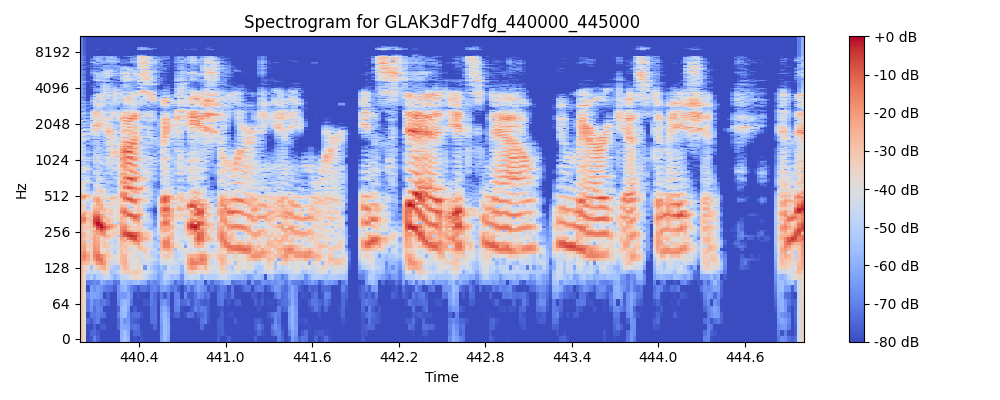 Spectrogram for GLAK3dF7dfg_440000_445000
8192
4096
2048
1024
512
256
128
64
0
Hz
440.4 441.0 441.6 442.2 442.8 443.4 444.0 444.6
Time
+0 dB
-10 dB
-20 dB
-30 dB
-40 dB
-50 dB
-60 dB
-70 dB
-80 dB